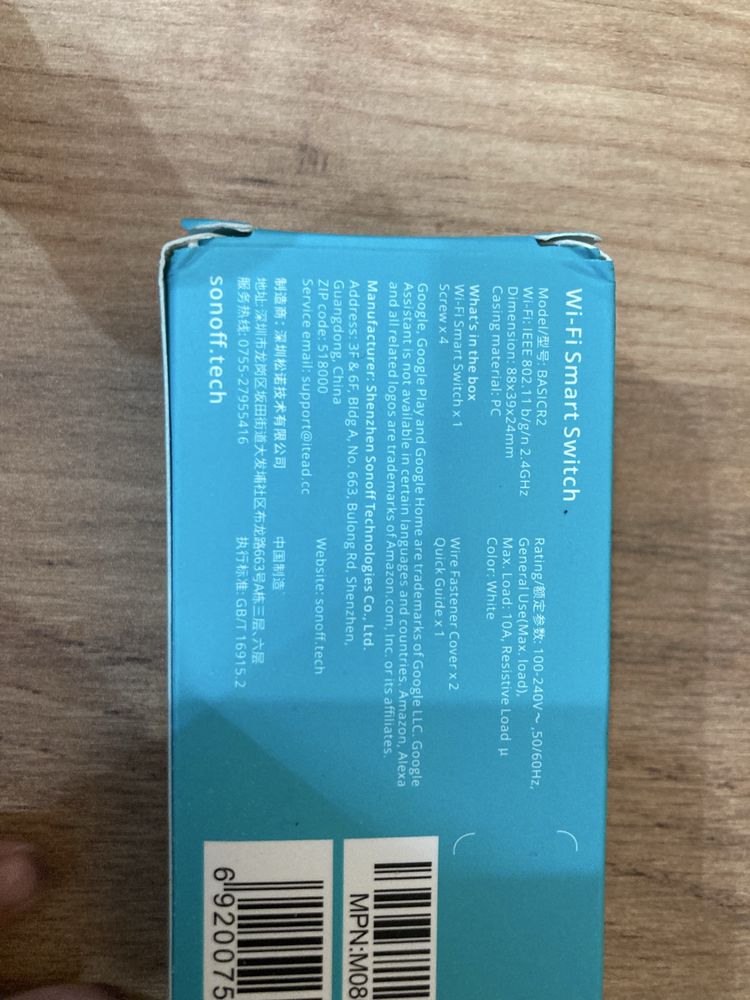 Wi-Fi Smart Switch
Model/型号: BASICR2
Wi-Fi: IEEE 802.11 b/g/n 2.4GHz
Dimension: 88x39x24mm
Casing material: PC
Rating/额定参数: 100-240V～,50/60Hz,
General Use(Max. load),
Max. Load: 10A, Resistive Load μ
Color: White
What's in the box
Wi-Fi Smart Switch x 1
Screw x 4
Wire Fastener Cover x 2
Quick Guide x 1
Google, Google Play and Google Home are trademarks of Google LLC. Google
Assistant is not available in certain languages and countries. Amazon, Alexa
and all related logos are trademarks of Amazon.com, Inc. or its affiliates.
Manufacturer: Shenzhen Sonoff Technologies Co., Ltd.
Address: 3F & 6F, Bldg A, No. 663, Bulong Rd, Shenzhen,
Guangdong, China
ZIP code: 518000
Website: sonoff.tech
Service email: support@itead.cc
制造商: 深圳松诺技术有限公司
中国制造
地址: 深圳市龙岗区坂田街道大发埔社区布龙路663号A栋三层、六层
服务热线: 0755-27955416
执行标准: GB/T 16915.2
sonoff.tech
MPN:M08
6 920075